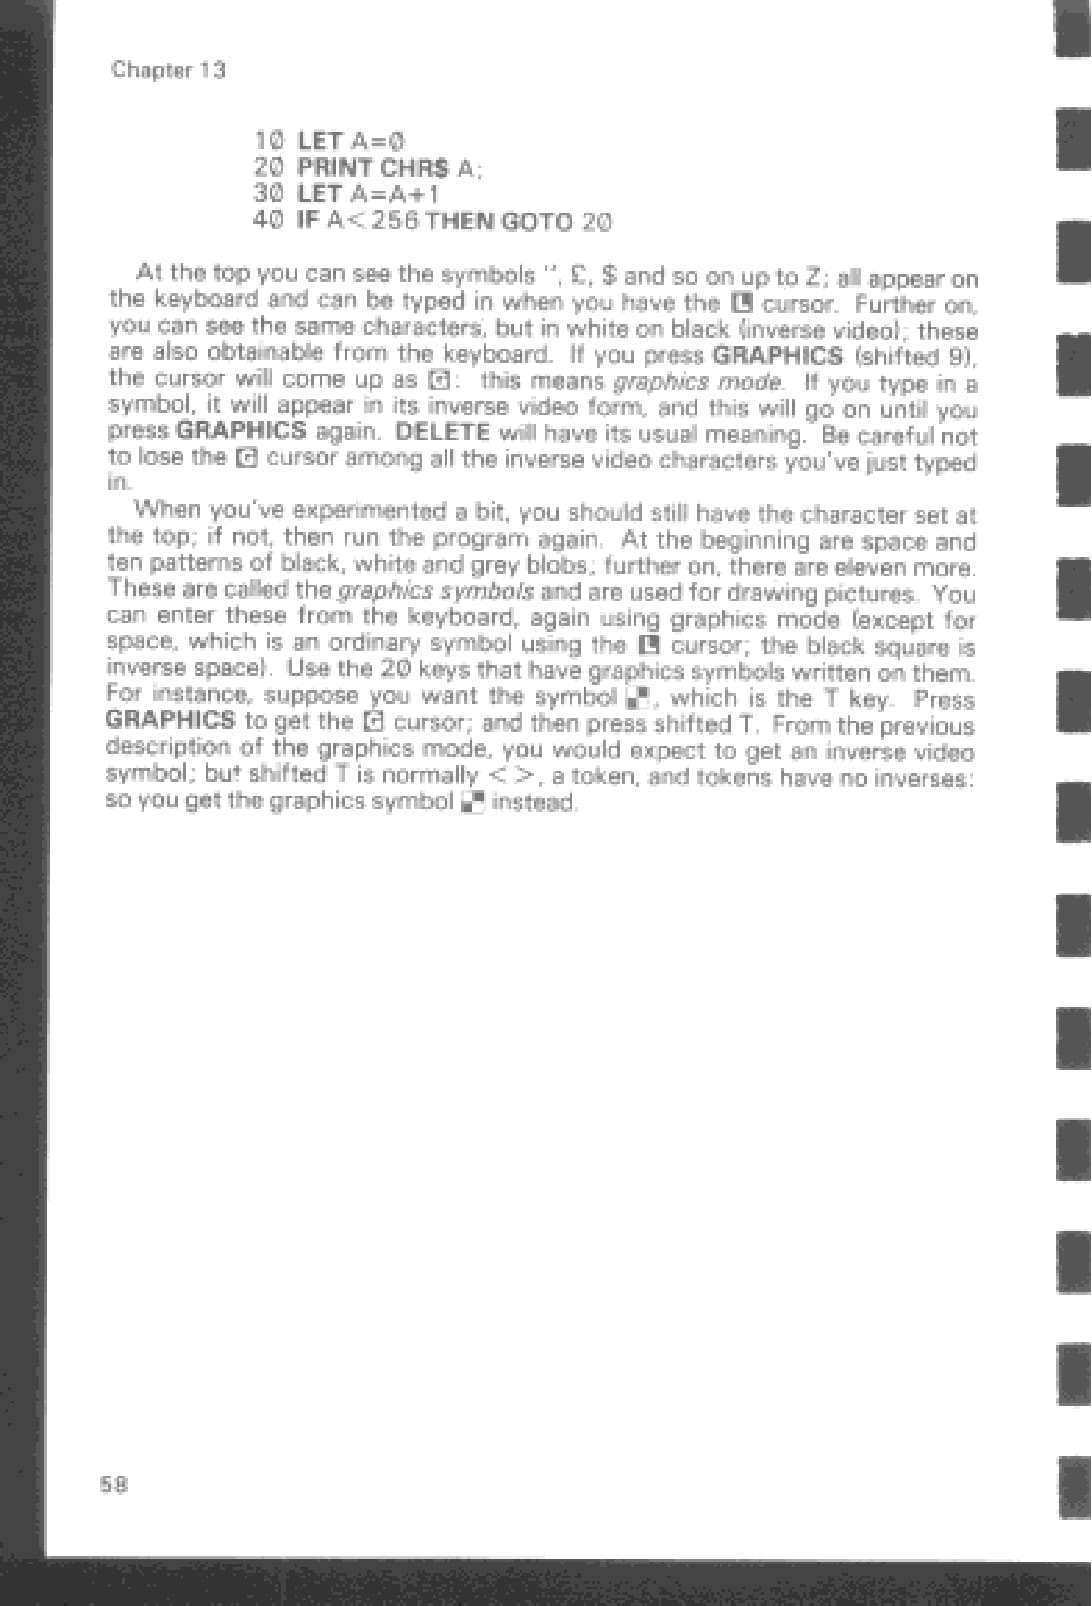 Chapter 13
10 LET A=0
20 PRINT CHR$ A;
30 LET A=A+1
40 IF A<256 THEN GOTO 20
At the top you can see the symbols ", £, $ and so on up to Z; all appear on
the keyboard and can be typed in when you have the L cursor. Further on,
you can see the same characters, but in white on black (inverse video); these
are also obtainable from the keyboard. If you press GRAPHICS (shifted 9),
the cursor will come up as G: this means graphics mode. If you type in a
symbol, it will appear in its inverse video form, and this will go on until you
press GRAPHICS again. DELETE will have its usual meaning. Be careful not
to lose the G cursor among all the inverse video characters you've just typed
in.
When you've experimented a bit, you should still have the character set at
the top; if not, then run the program again. At the beginning are space and
ten patterns of black, white and grey blobs; further on, there are eleven more.
These are called the graphics symbols and are used for drawing pictures. You
can enter these from the keyboard, again using graphics mode (except for
space, which is an ordinary symbol using the L cursor; the black square is
inverse space). Use the 20 keys that have graphics symbols written on them.
For instance, suppose you want the symbol ▞, which is the T key. Press
GRAPHICS to get the G cursor; and then press shifted T. From the previous
description of the graphics mode, you would expect to get an inverse video
symbol; but shifted T is normally <>, a token, and tokens have no inverses:
so you get the graphics symbol ▞ instead.
58